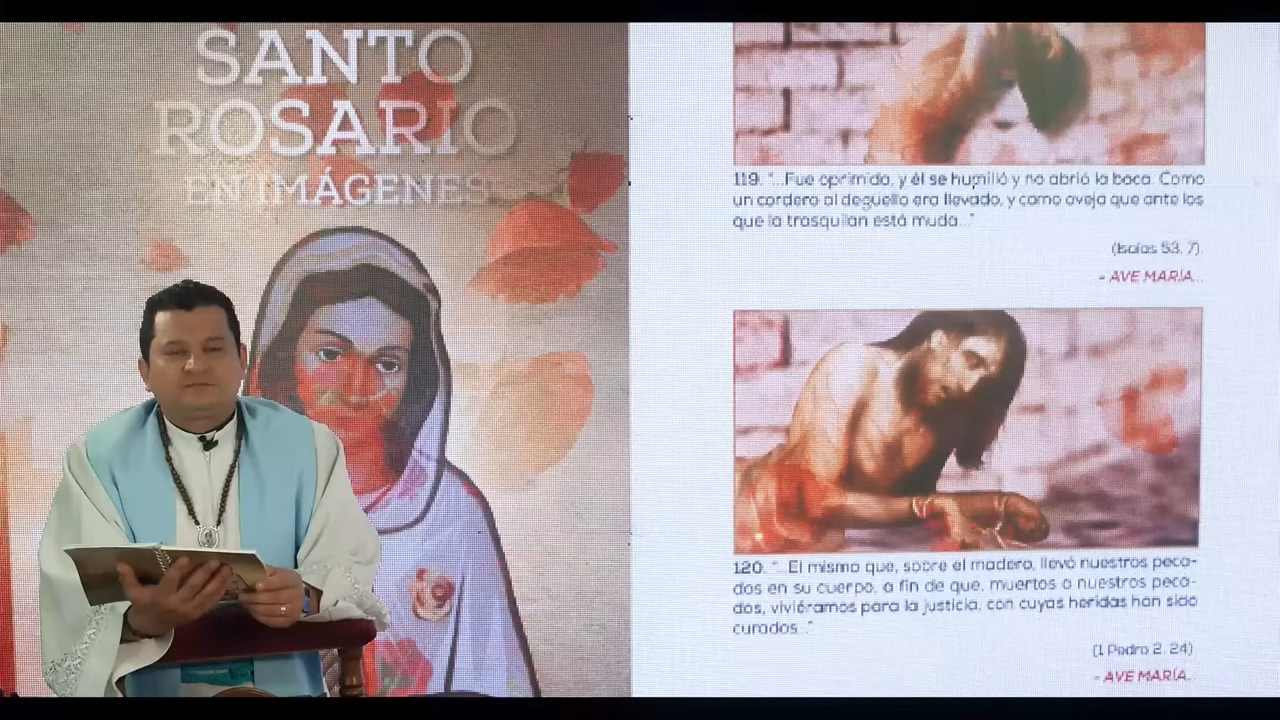 SANTO
ROSARIO
EN IMÁGENES
119. "...Fue oprimido, y él se humilló y no abrió la boca. Como
un cordero al degüello era llevado, y como oveja que ante los
que la trasquilan está muda..."
(Isaías 53, 7).
- AVE MARÍA...
120. "... El mismo que, sobre el madero, llevó nuestros peca-
dos en su cuerpo, a fin de que, muertos a nuestros peca-
dos, viviéramos para la justicia, con cuyas heridas han sido
curados..."
(1 Pedro 2, 24)
- AVE MARÍA...